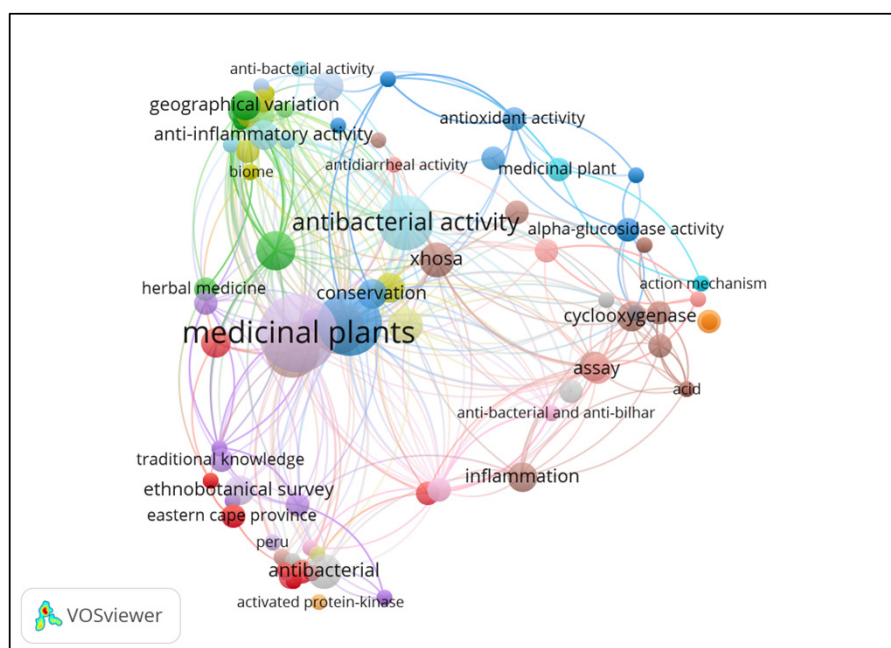 anti-bacterial activity
geographical variation
antioxidant activity
anti-inflammatory activity
antidiarrheal activity
medicinal plant
biome
antibacterial activity
alpha-glucosidase activity
xhosa
herbal medicine
conservation
action mechanism
cyclooxygenase
medicinal plants
assay
acid
anti-bacterial and anti-bilhar
traditional knowledge
inflammation
ethnobotanical survey
eastern cape province
peru
antibacterial
activated protein-kinase
VOSviewer